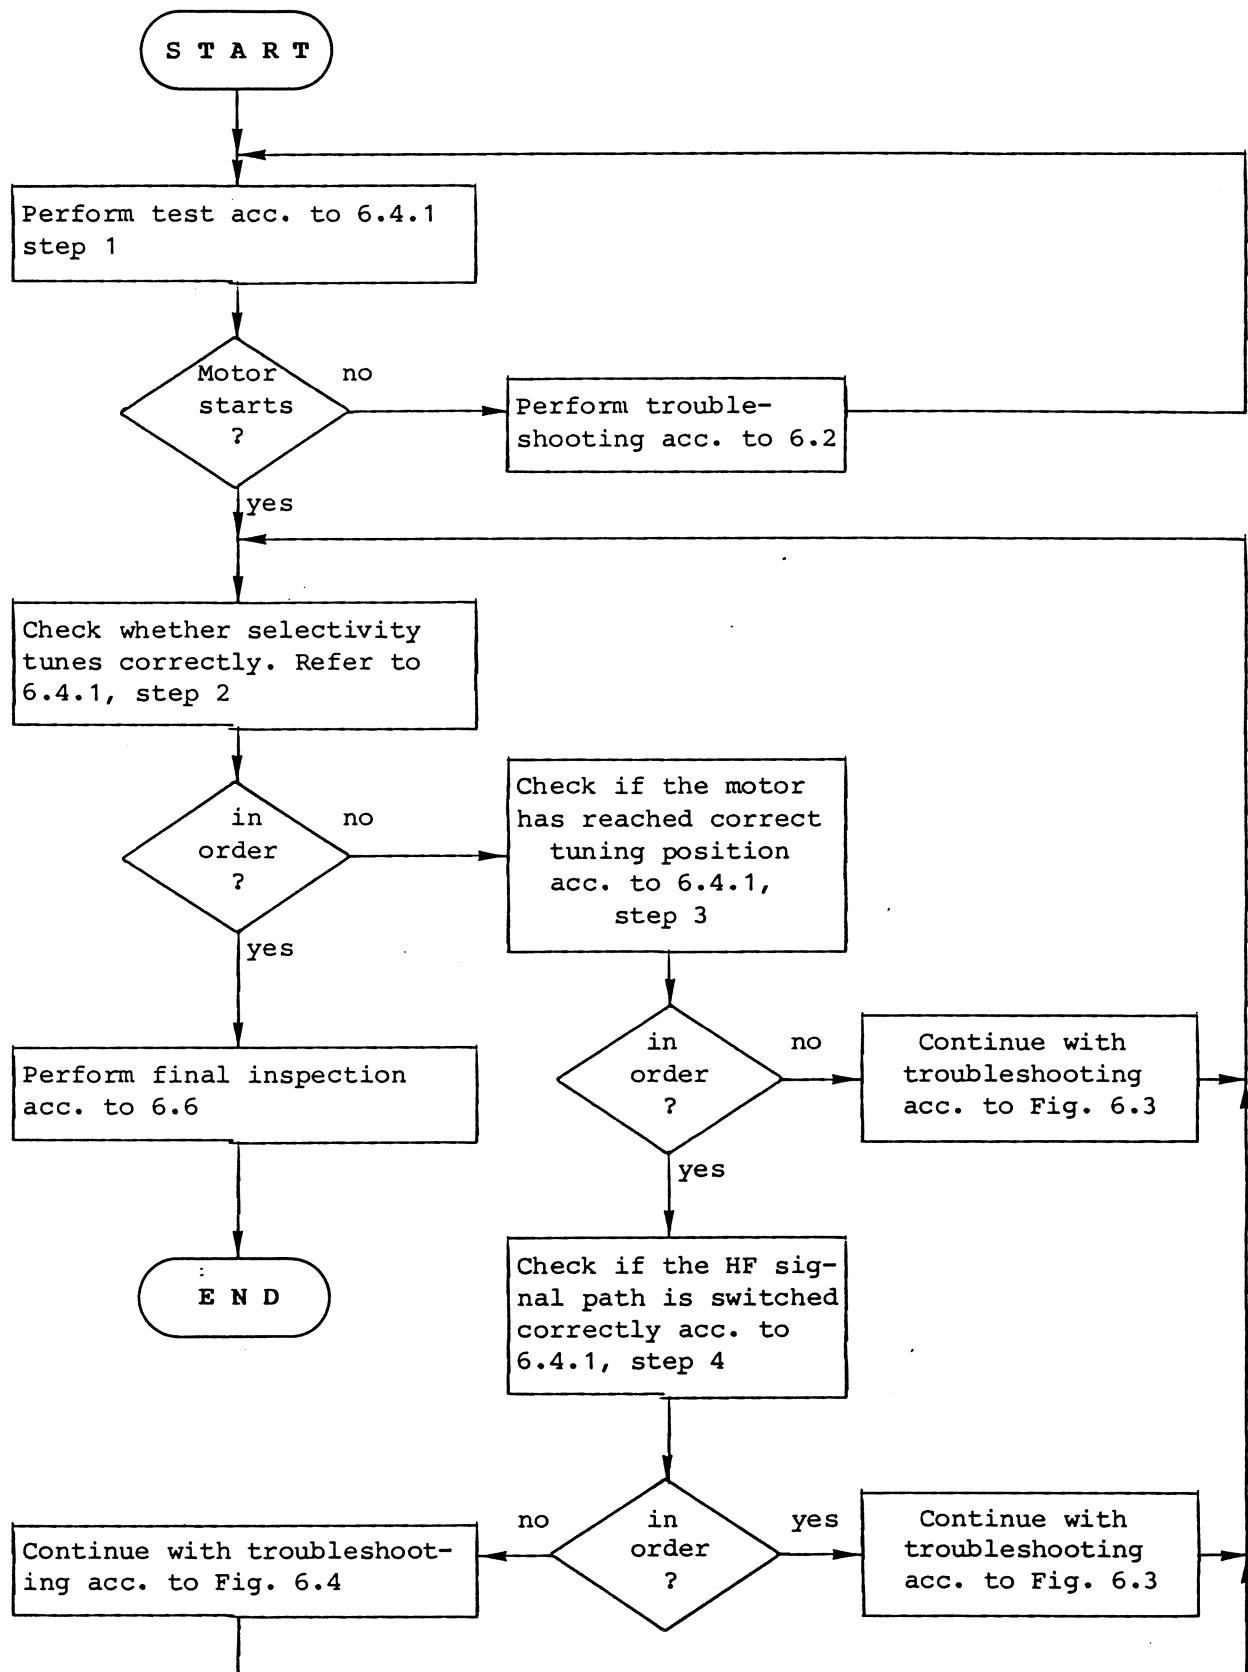 S T A R T
Perform test acc. to 6.4.1
step 1
Motor
starts
?
no
Perform trouble-
shooting acc. to 6.2
yes
Check whether selectivity
tunes correctly. Refer to
6.4.1, step 2
in
order
?
no
Check if the motor
has reached correct
tuning position
acc. to 6.4.1,
step 3
yes
Perform final inspection
acc. to 6.6
E N D
in
order
?
no
Continue with
troubleshooting
acc. to Fig. 6.3
yes
Check if the HF sig-
nal path is switched
correctly acc. to
6.4.1, step 4
in
order
?
no
Continue with troubleshoot-
ing acc. to Fig. 6.4
yes
Continue with
troubleshooting
acc. to Fig. 6.3